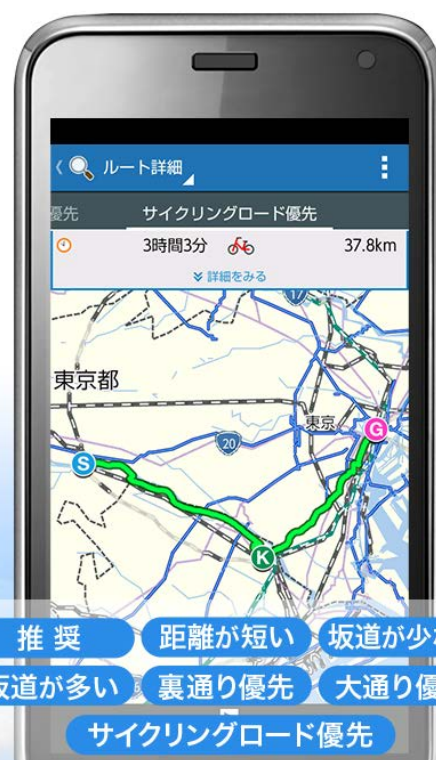 ルート詳細
優先 サイクリングロード優先
3時間3分 37.8km
詳細をみる
17
東京都
東京 G
20
S
K
推奨 距離が短い 坂道が少
坂道が多い 裏通り優先 大通り優
サイクリングロード優先